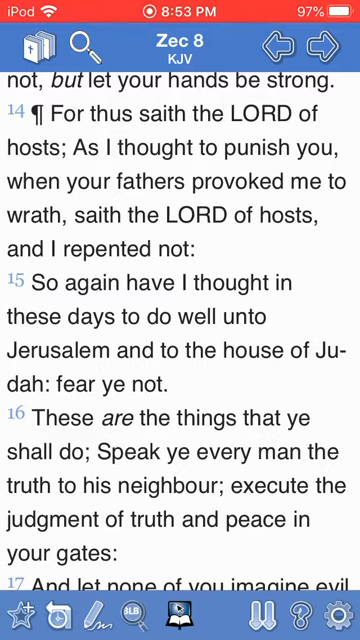 iPod 8:53 PM 97%
Zec 8
KJV
not, but let your hands be strong.
14 ¶ For thus saith the LORD of
hosts; As I thought to punish you,
when your fathers provoked me to
wrath, saith the LORD of hosts,
and I repented not:
15 So again have I thought in
these days to do well unto
Jerusalem and to the house of Ju-
dah: fear ye not.
16 These are the things that ye
shall do; Speak ye every man the
truth to his neighbour; execute the
judgment of truth and peace in
your gates:
17 And let none of you imagine evil
BLB